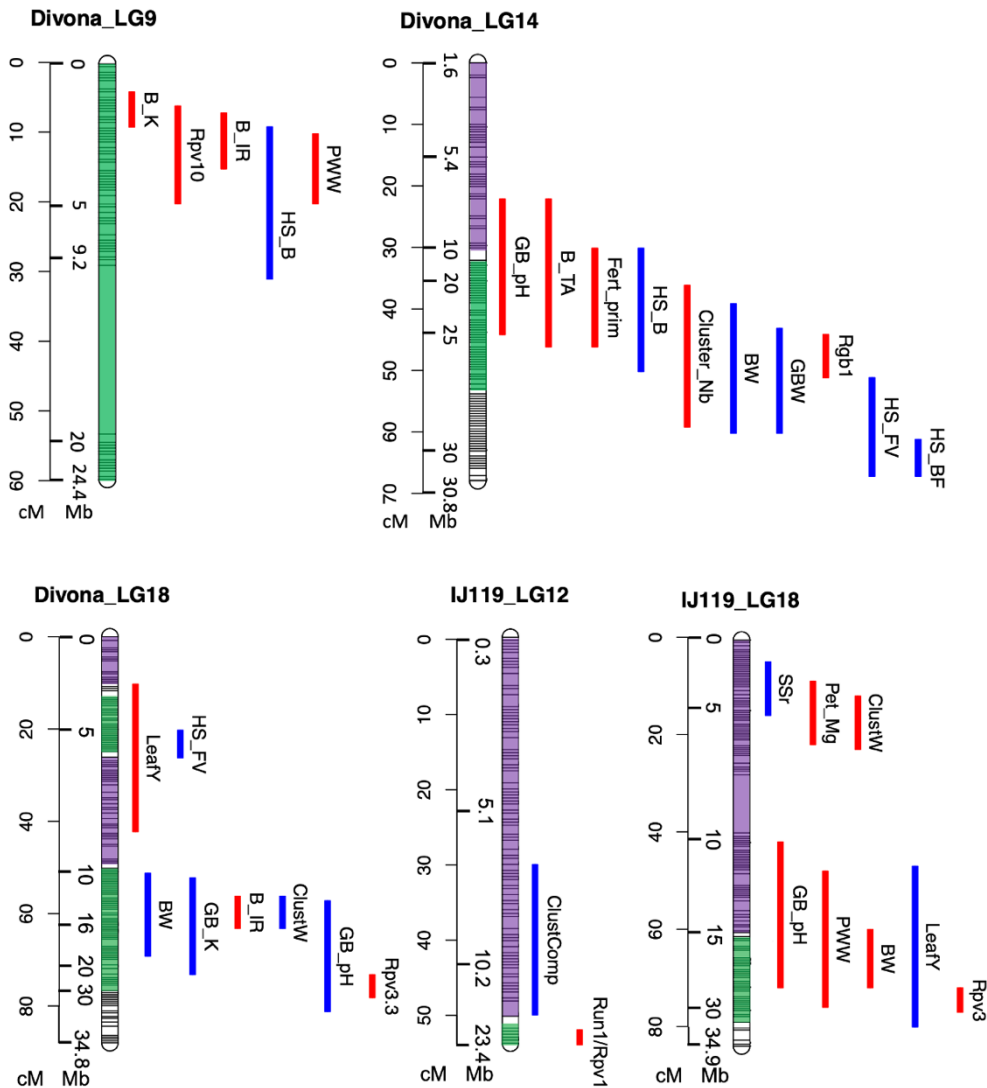 Divona_LG9
0
10
20
30
40
50
60
cM
0
5
9.2
20
24.4
Mb
B_K
Rpv10
B_IR
HS_B
PWW
Divona_LG14
0
10
20
30
40
50
60
70
cM
1.6
5.4
10
20
25
30
30.8
Mb
GB_pH
B_TA
Fert_prim
HS_B
Cluster_Nb
BW
GBW
Rgb1
HS_FV
HS_BF
Divona_LG18
0
20
40
60
80
cM
0
5
10
16
20
30
34.8
Mb
LeafY
HS_FV
BW
GB_K
B_IR
ClustW
GB_pH
Rpv3.3
IJ119_LG12
0
10
20
30
40
50
cM
0.3
5.1
10.2
23.4
Mb
ClustComp
Run1/Rpv1
IJ119_LG18
0
20
40
60
80
cM
0
5
10
15
30
34.9
Mb
SSr
Pet_Mg
ClustW
GB_pH
PWW
BW
LeafY
Rpv3